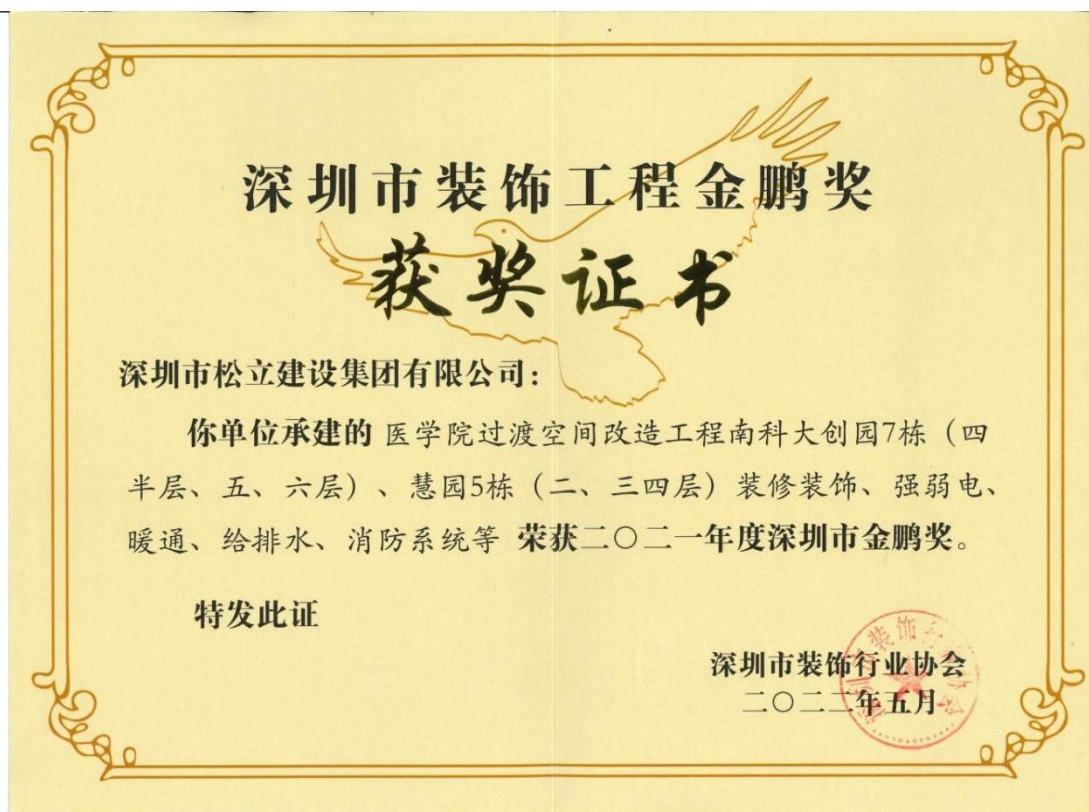 深圳市装饰工程金鹏奖
获奖证书
深圳市松立建设集团有限公司：
你单位承建的 医学院过渡空间改造工程南科大创园7栋（四
半层、五、六层）、慧园5栋（二、三四层）装修装饰、强弱电、
暖通、给排水、消防系统等 荣获二〇二一年度深圳市金鹏奖。
特发此证
深圳市装饰行业协会
二〇二二年五月